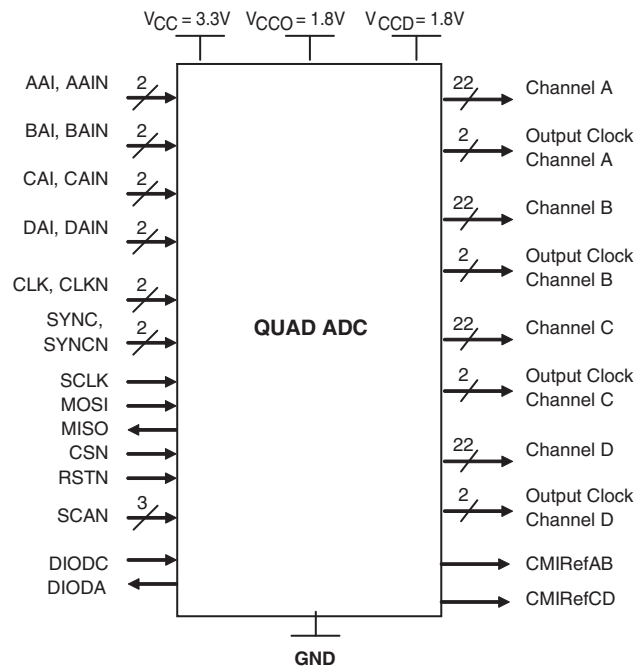 VCC = 3.3V VCCO = 1.8V VCCD = 1.8V
AAI, AAIN 2
BAI, BAIN 2
CAI, CAIN 2
DAI, DAIN 2
CLK, CLKN 2
SYNC,
SYNCN 2
SCLK
MOSI
MISO
CSN
RSTN
SCAN 3
DIODC
DIODA
QUAD ADC
22 Channel A
2 Output Clock
Channel A
22 Channel B
2 Output Clock
Channel B
22 Channel C
2 Output Clock
Channel C
22 Channel D
2 Output Clock
Channel D
CMIRefAB
CMIRefCD
GND